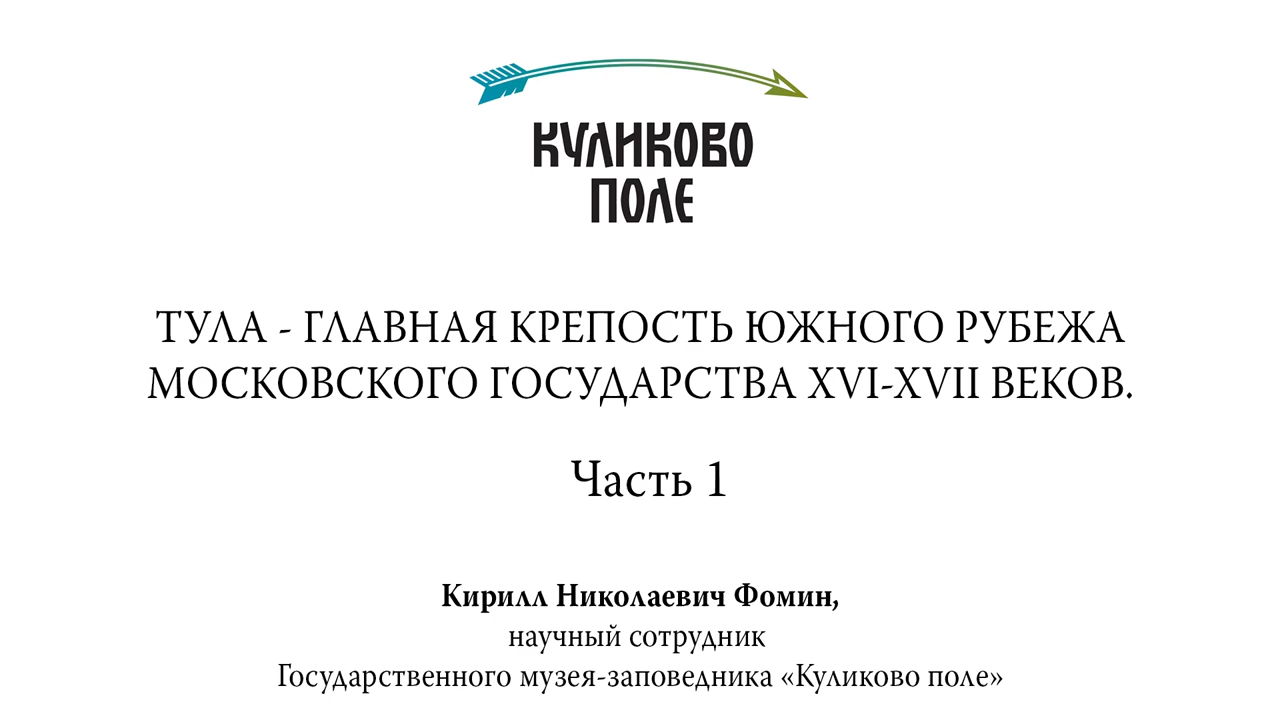 КУЛИКОВО
ПОЛЕ
ТУЛА - ГЛАВНАЯ КРЕПОСТЬ ЮЖНОГО РУБЕЖА
МОСКОВСКОГО ГОСУДАРСТВА XVI-XVII ВЕКОВ.
Часть 1
Кирилл Николаевич Фомин,
научный сотрудник
Государственного музея-заповедника «Куликово поле»